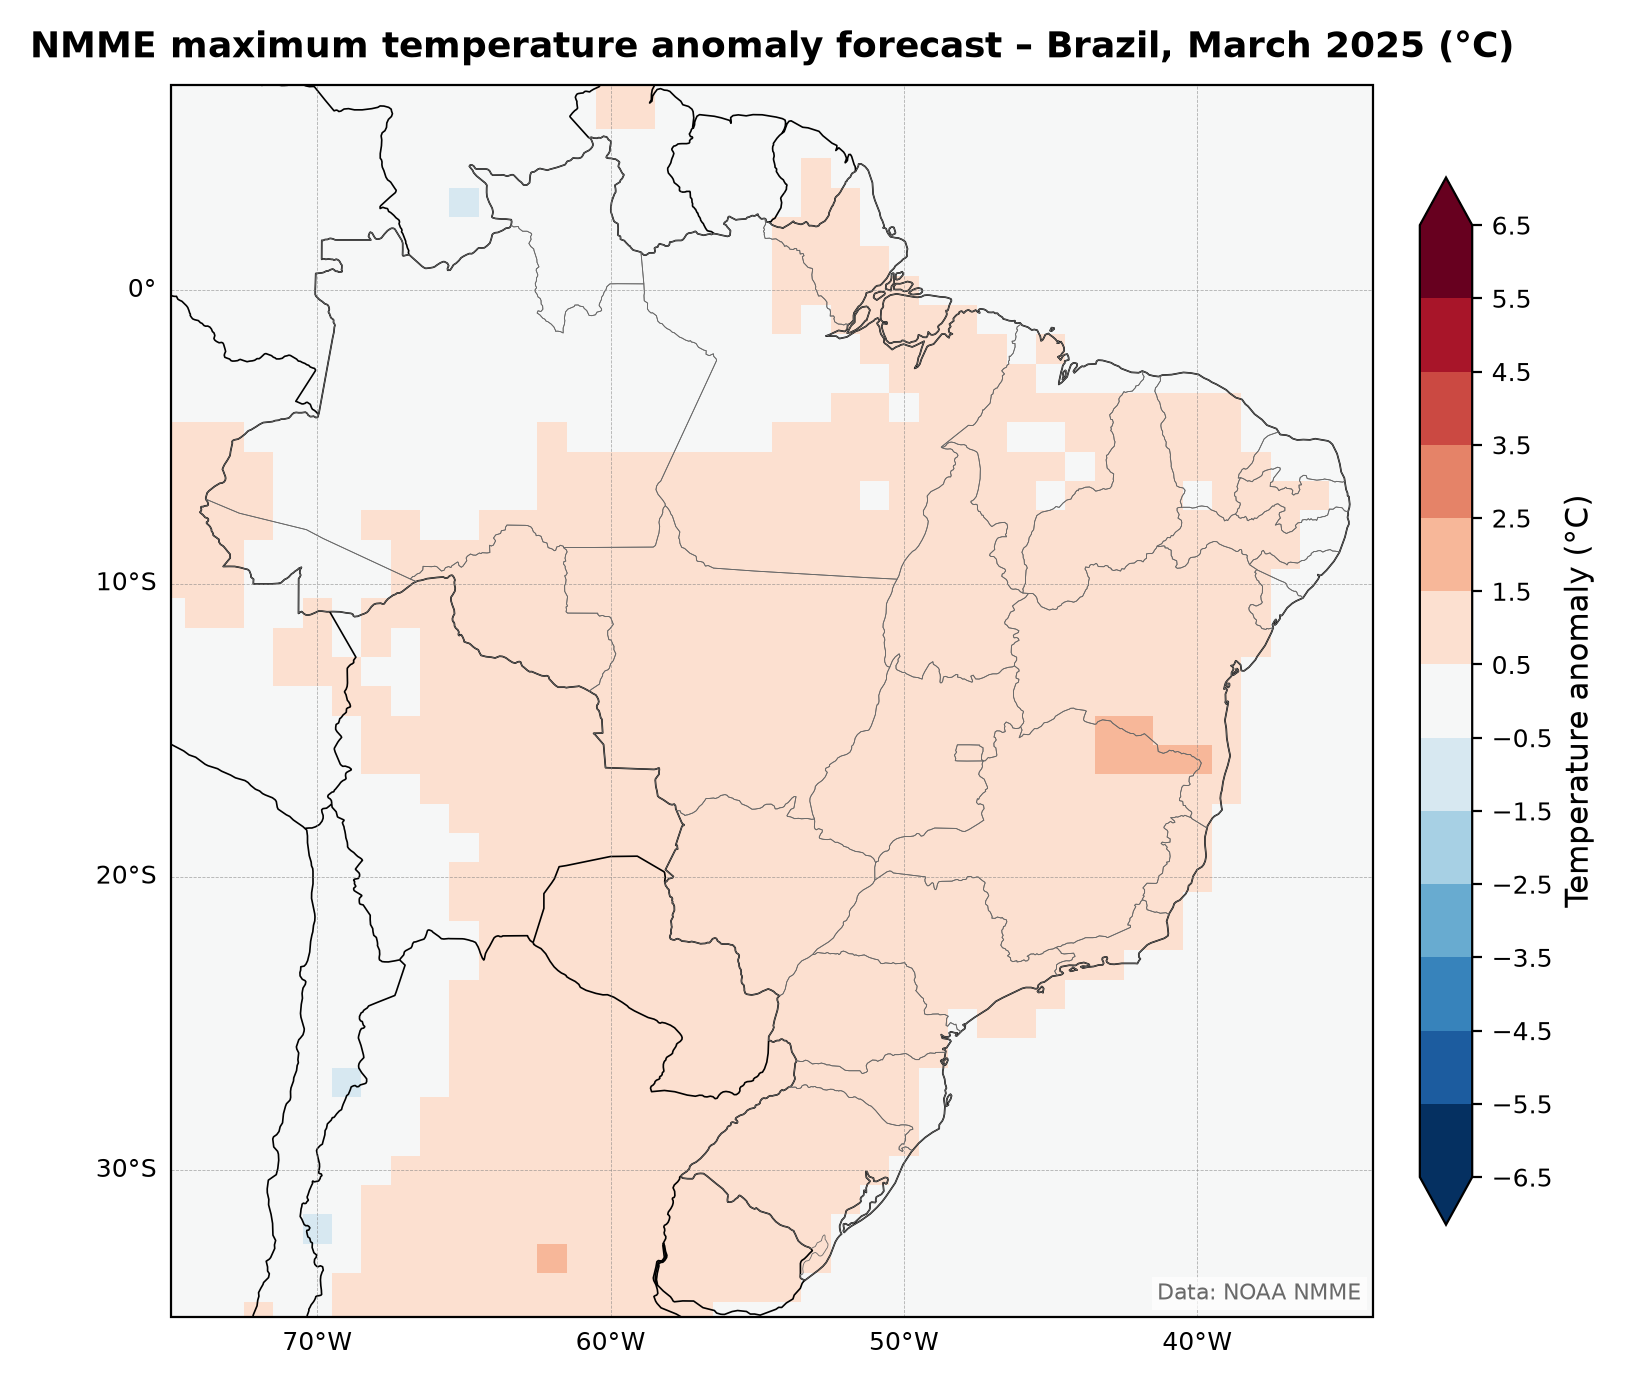 NMME maximum temperature anomaly forecast – Brazil, March 2025 (°C)
0°
10°S
20°S
30°S
70°W
60°W
50°W
40°W
Data: NOAA NMME
6.5
5.5
4.5
3.5
2.5
1.5
0.5
−0.5
−1.5
−2.5
−3.5
−4.5
−5.5
−6.5
Temperature anomaly (°C)